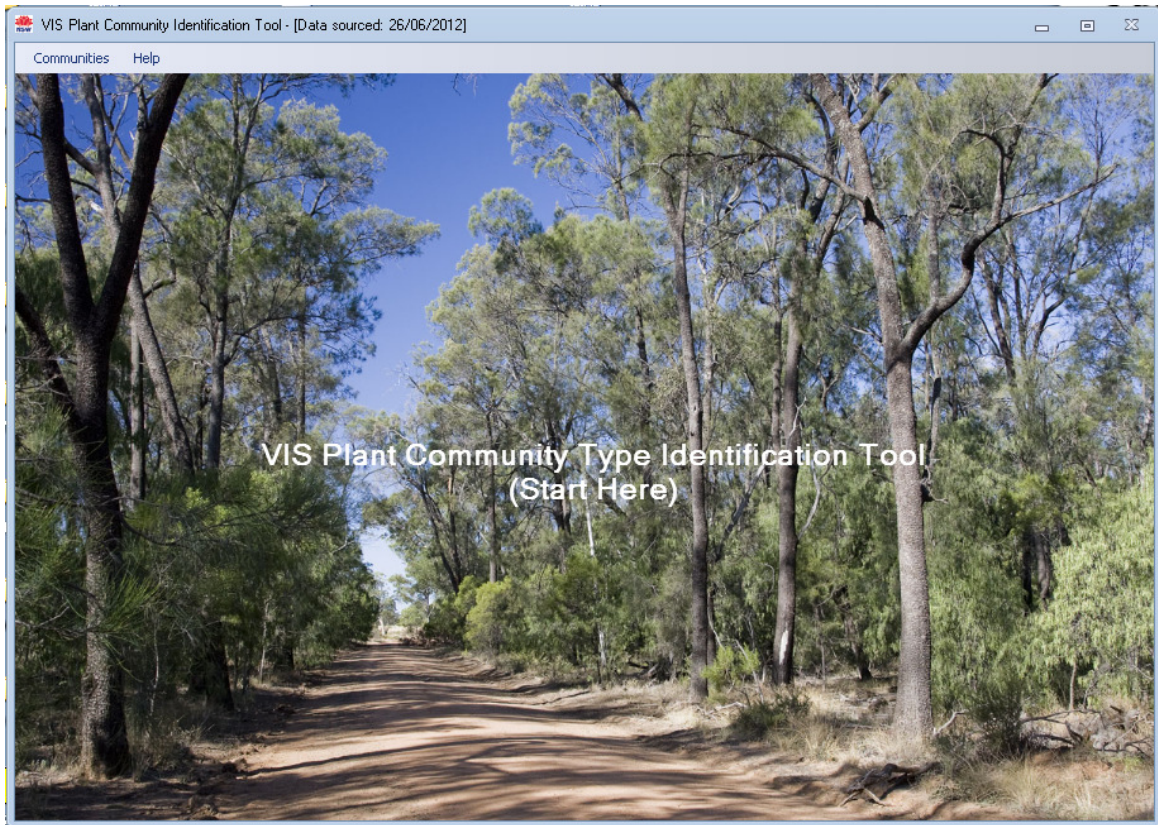 VIS Plant Community Identification Tool - [Data sourced: 26/06/2012]
Communities Help
VIS Plant Community Type Identification Tool
(Start Here)